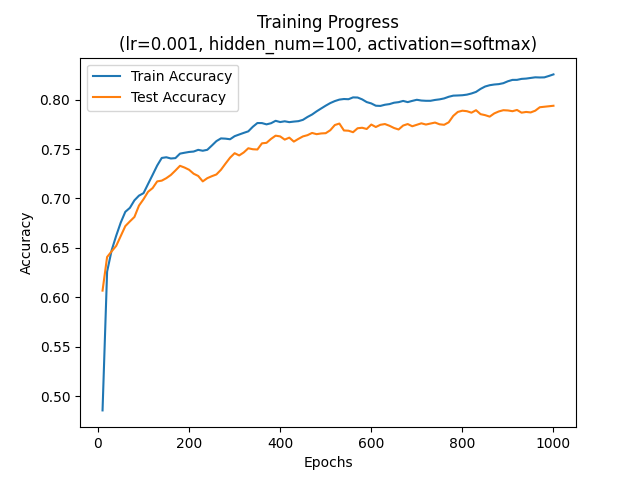 Training Progress
(lr=0.001, hidden_num=100, activation=softmax)
Train Accuracy
Test Accuracy
Accuracy
0.80
0.75
0.70
0.65
0.60
0.55
0.50
0 200 400 600 800 1000
Epochs